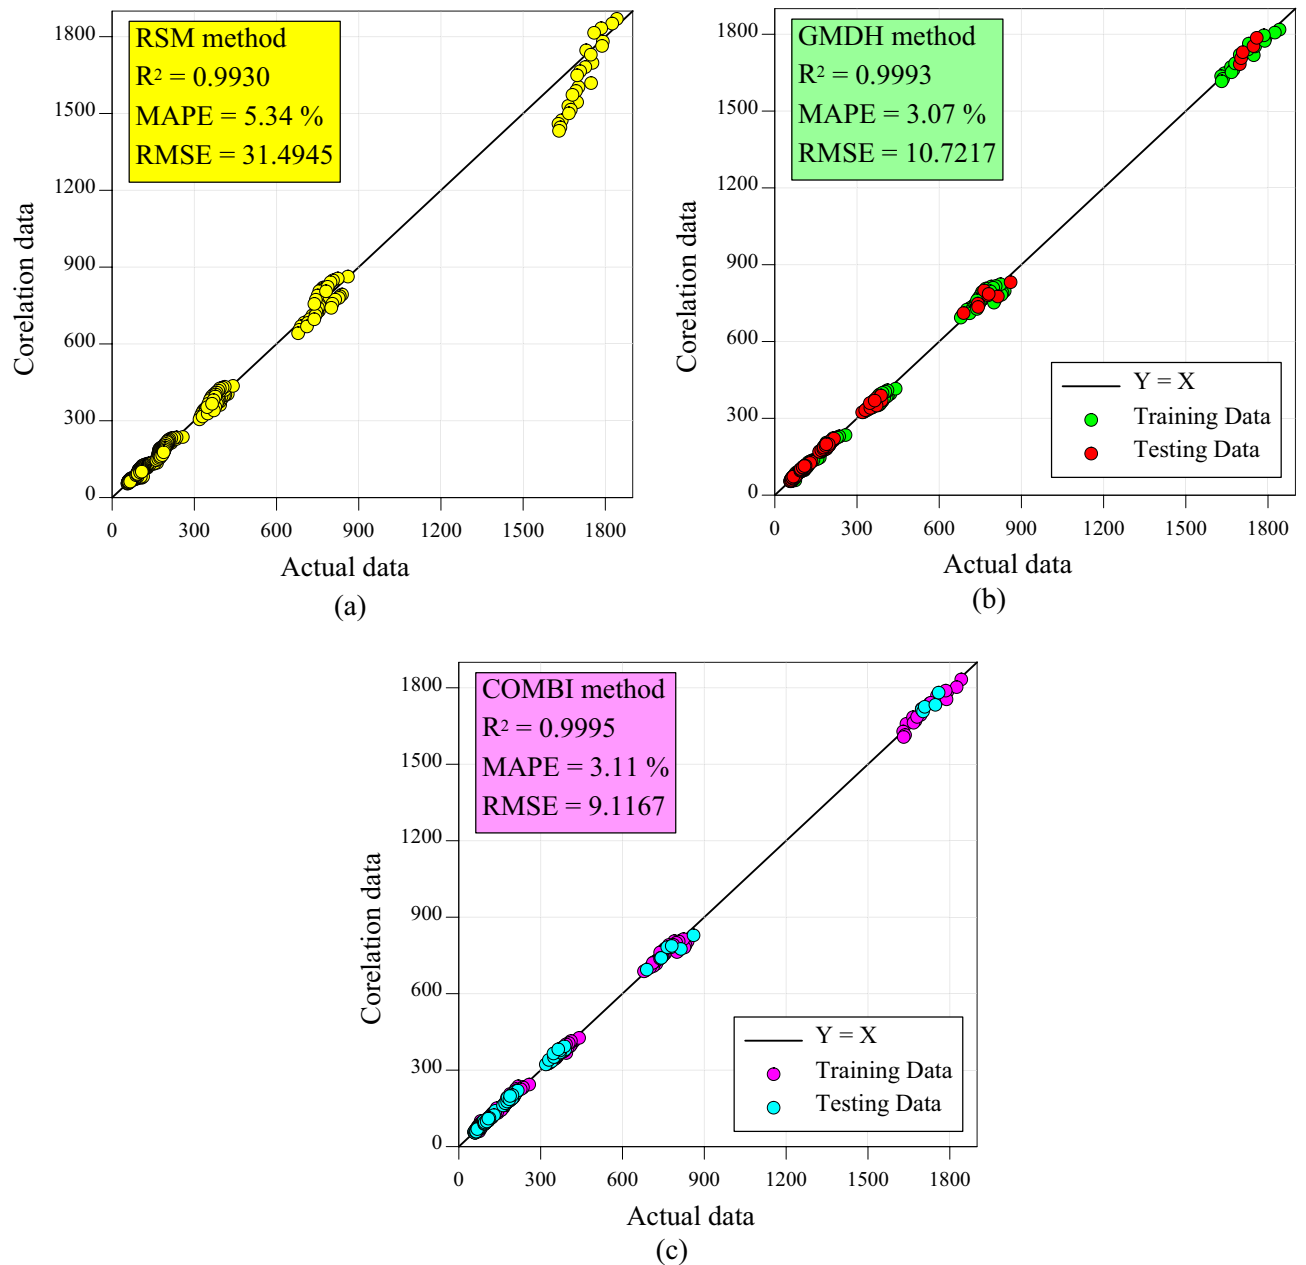 RSM method
R² = 0.9930
MAPE = 5.34 %
RMSE = 31.4945
1800
1500
1200
900
600
300
0
Corelation data
0 300 600 900 1200 1500 1800
Actual data
(a)
GMDH method
R² = 0.9993
MAPE = 3.07 %
RMSE = 10.7217
1800
1500
1200
900
600
300
0
Corelation data
Y = X
Training Data
Testing Data
0 300 600 900 1200 1500 1800
Actual data
(b)
COMBI method
R² = 0.9995
MAPE = 3.11 %
RMSE = 9.1167
1800
1500
1200
900
600
300
0
Corelation data
Y = X
Training Data
Testing Data
0 300 600 900 1200 1500 1800
Actual data
(c)